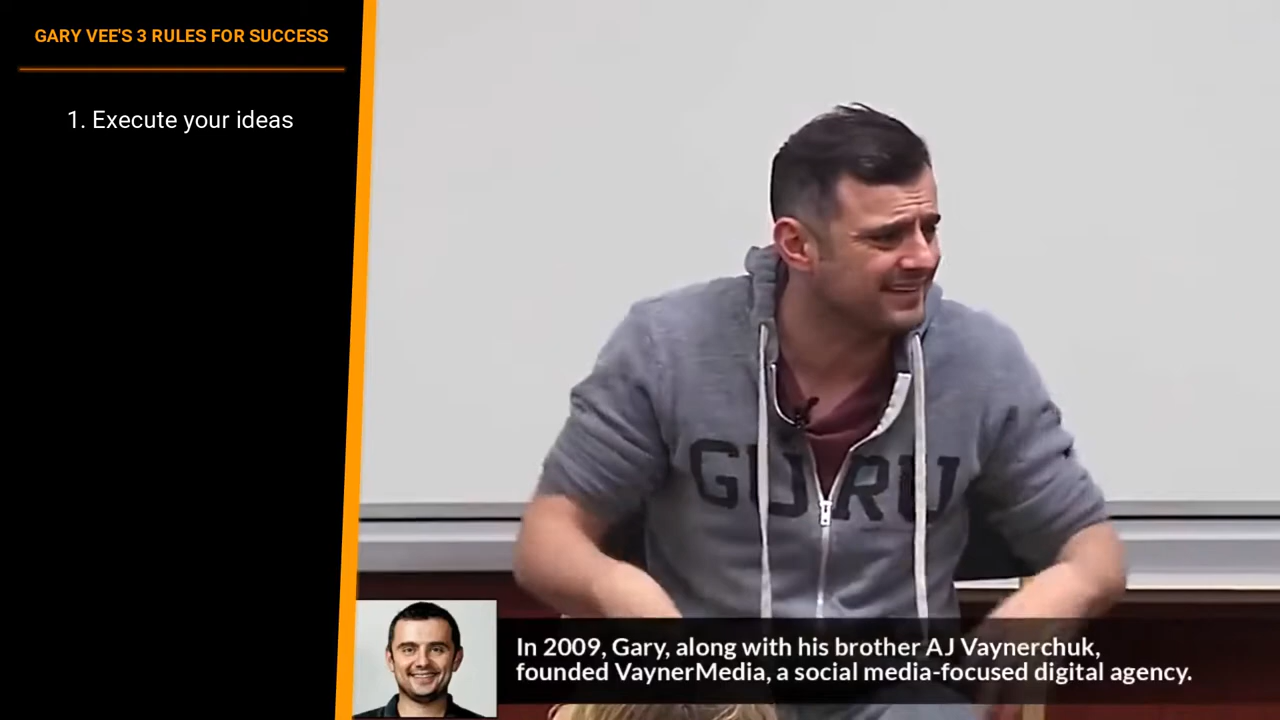 GARY VEE'S 3 RULES FOR SUCCESS
1. Execute your ideas
GURU
In 2009, Gary, along with his brother AJ Vaynerchuk,
founded VaynerMedia, a social media-focused digital agency.